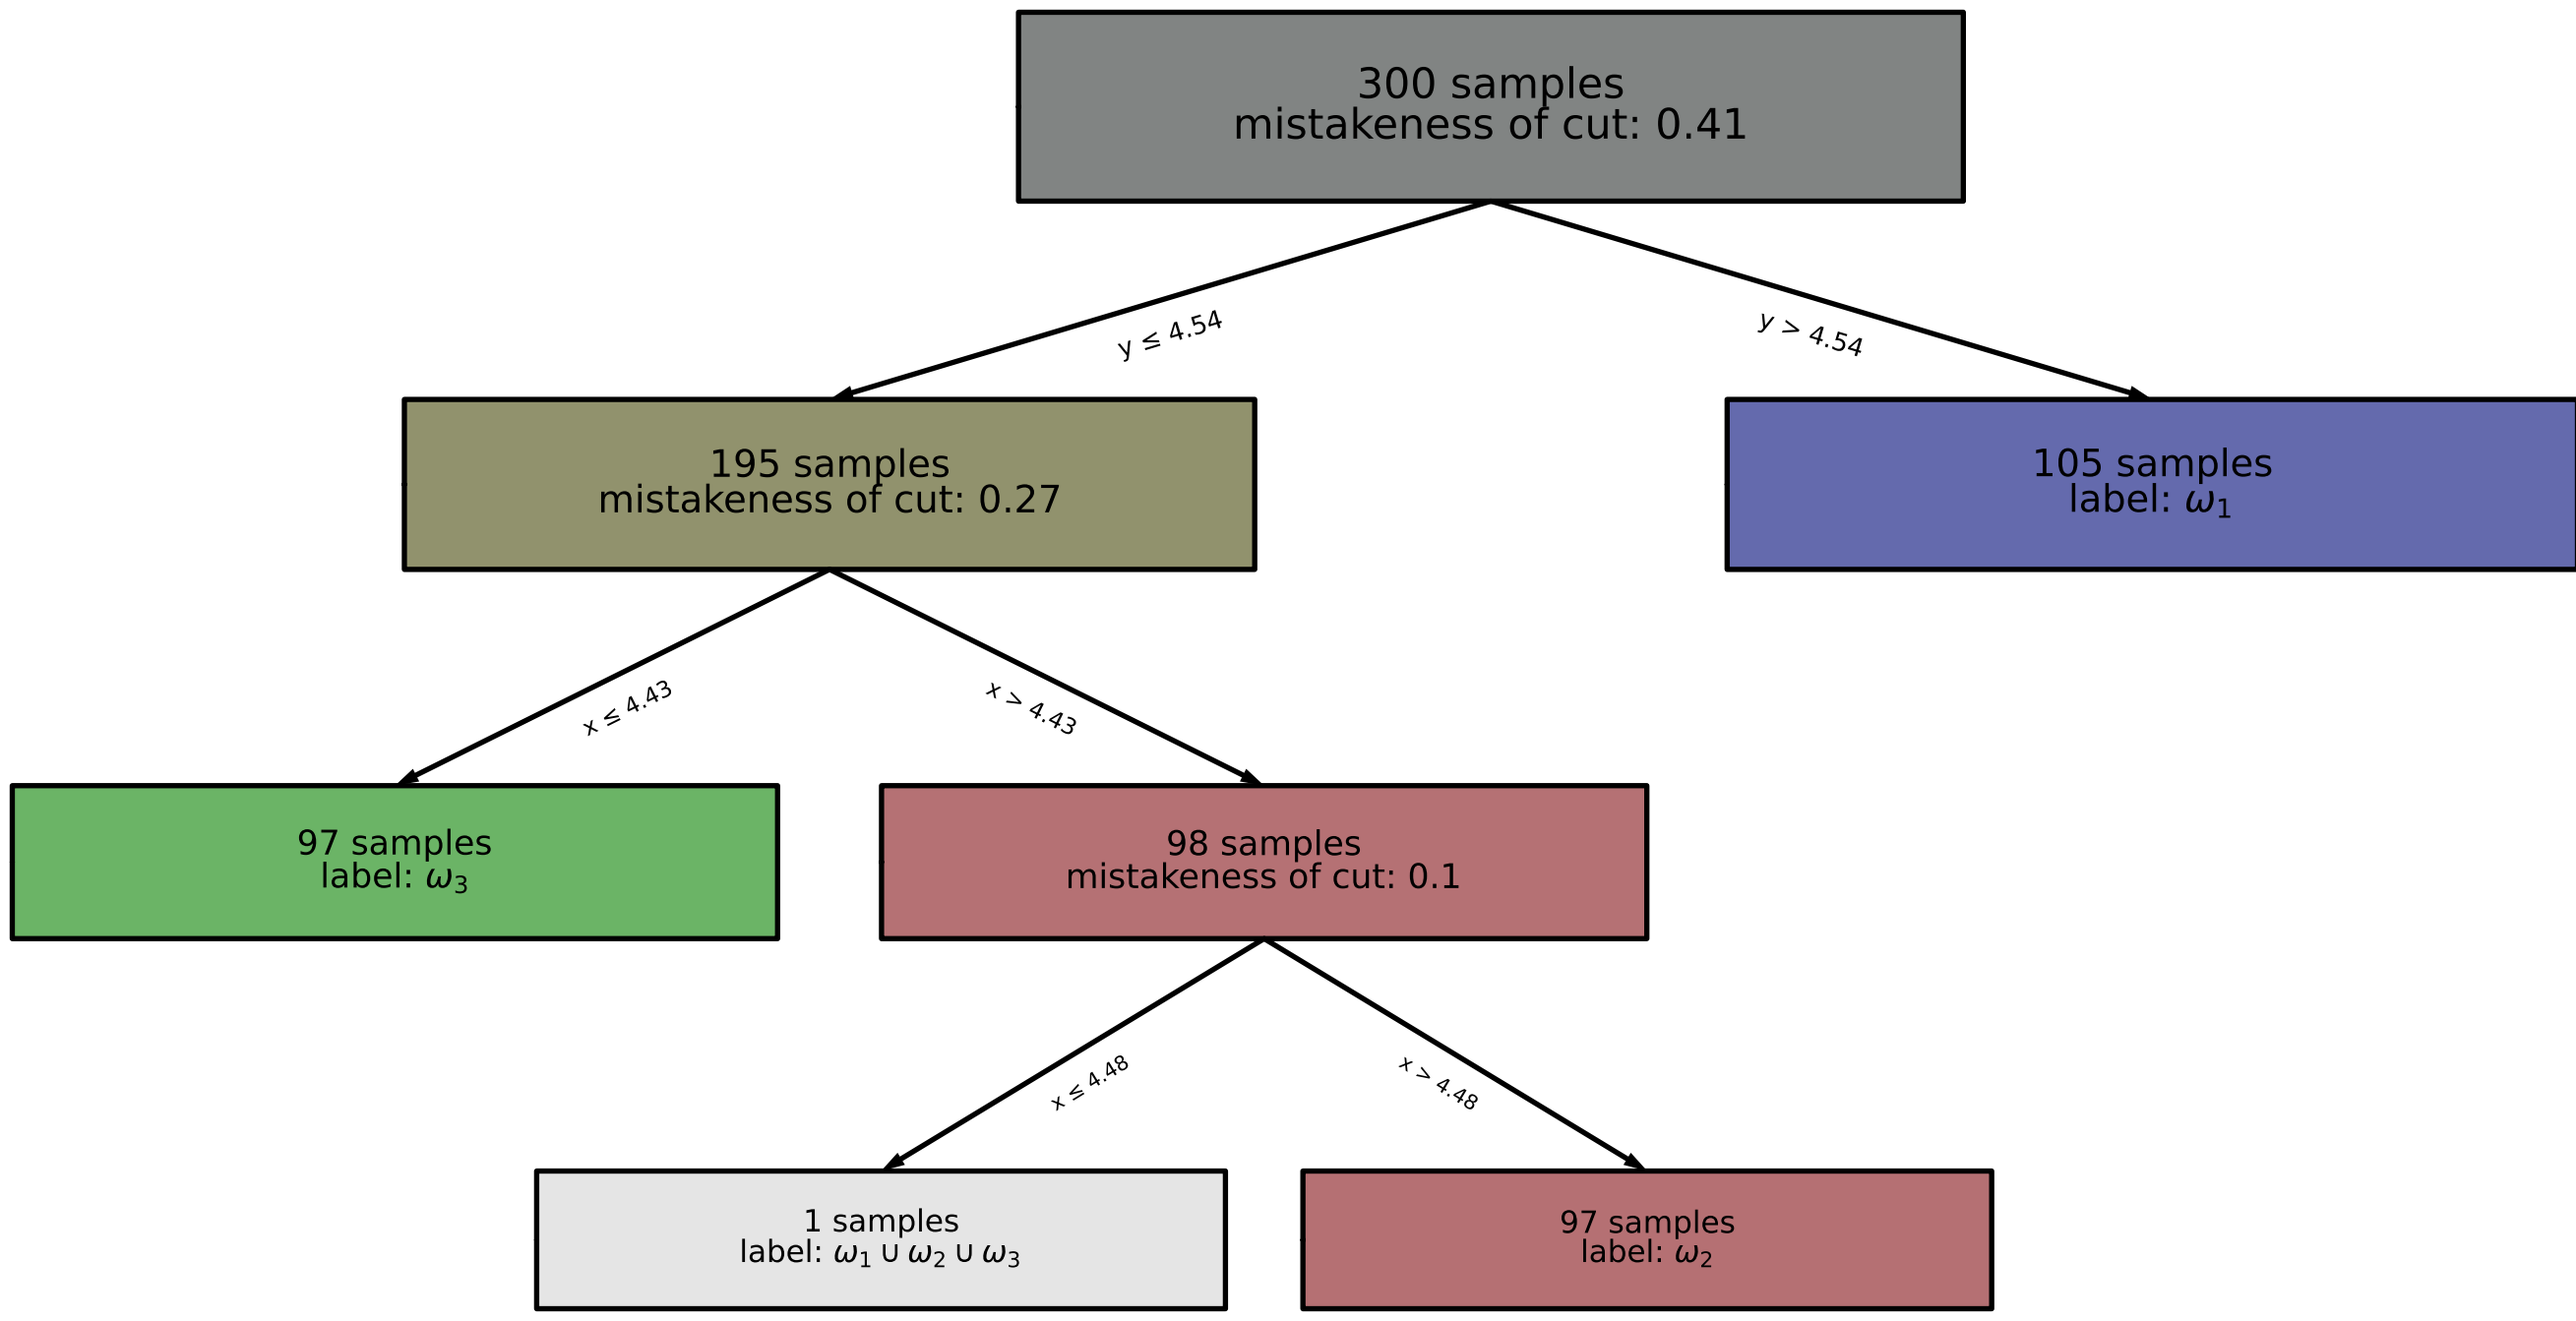 300 samples
mistakeness of cut: 0.41
y ≤ 4.54
y > 4.54
195 samples
mistakeness of cut: 0.27
105 samples
label: ω₁
x ≤ 4.43
x > 4.43
97 samples
label: ω₃
98 samples
mistakeness of cut: 0.1
x ≤ 4.48
x > 4.48
1 samples
label: ω₁ ∪ ω₂ ∪ ω₃
97 samples
label: ω₂